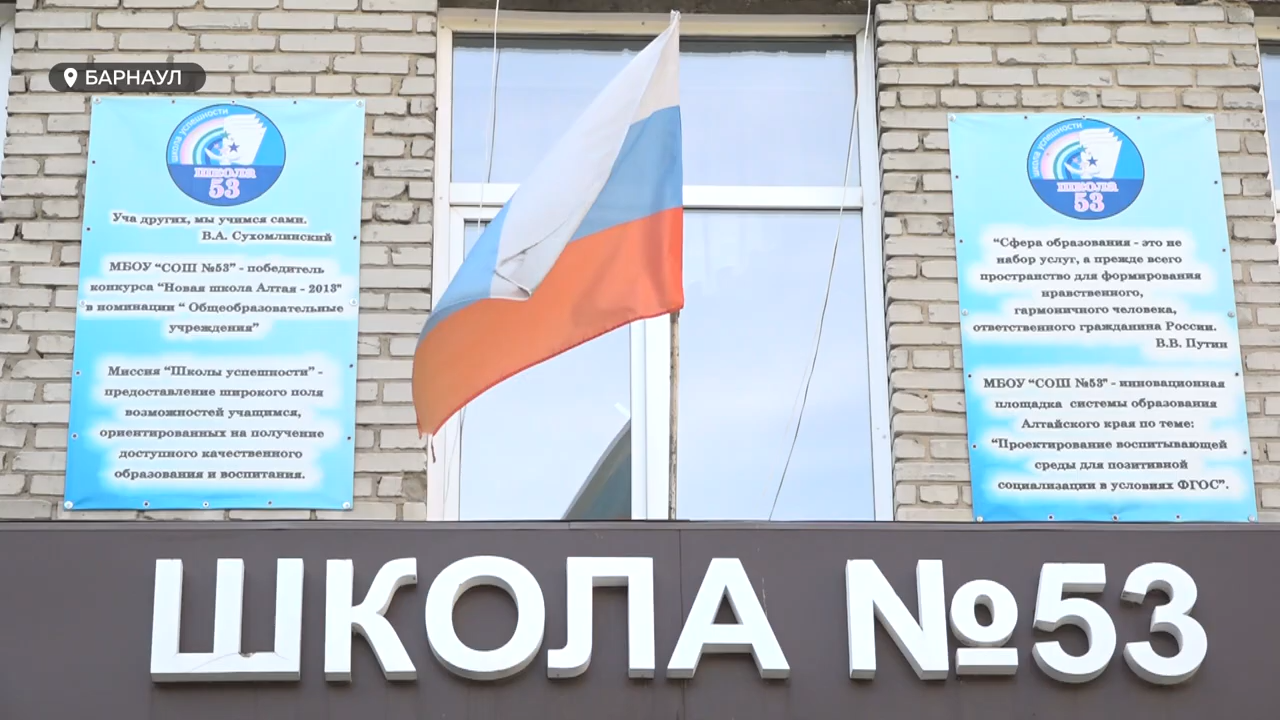 БАРНАУЛ
ШКОЛА УСПЕШНОСТИ
ШКОЛА
53
Уча других, мы учимся сами.
В.А. Сухомлинский
МБОУ “СОШ №53” - победитель
конкурса “Новая школа Алтая - 2013”
в номинации “ Общеобразовательные
учреждения”
Миссия “Школы успешности” -
предоставление широкого поля
возможностей учащимся,
ориентированных на получение
доступного качественного
образования и воспитания.
ШКОЛА УСПЕШНОСТИ
ШКОЛА
53
“Сфера образования - это не
набор услуг, а прежде всего
пространство для формирования
нравственного,
гармоничного человека,
ответственного гражданина России.
В.В. Путин
МБОУ “СОШ №53” - инновационная
площадка системы образования
Алтайского края по теме:
“Проектирование воспитывающей
среды для позитивной
социализации в условиях ФГОС”.
ШКОЛА №53